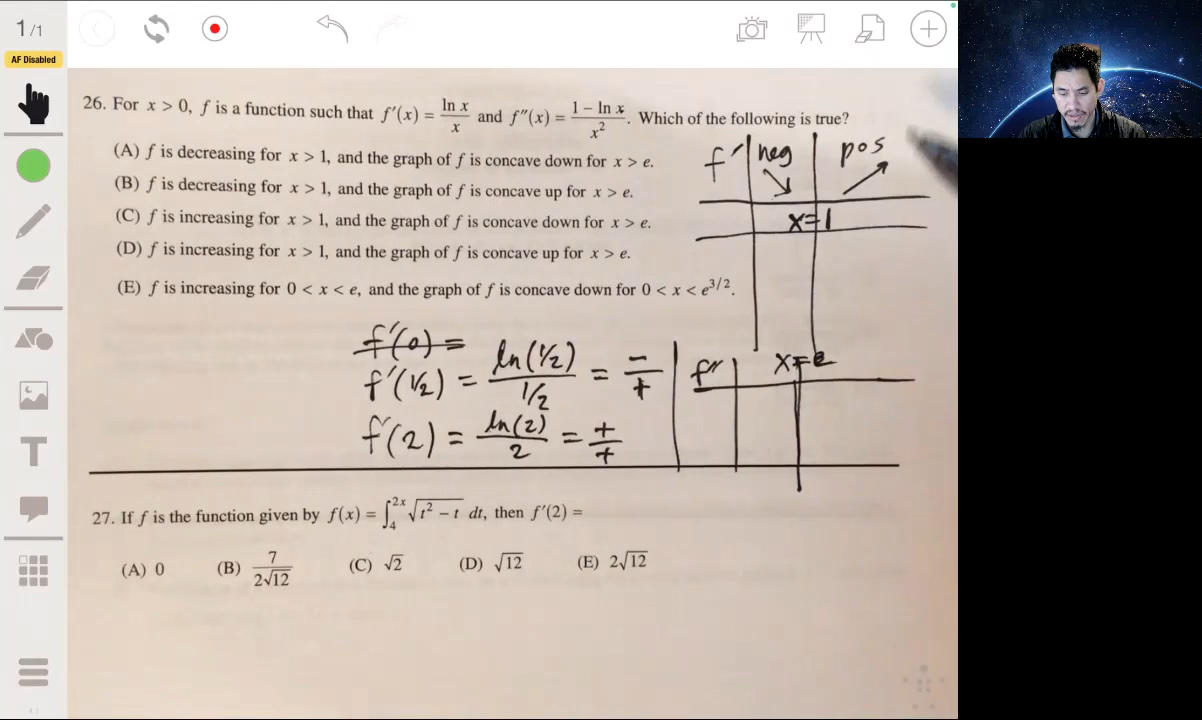 1/1
AF Disabled
26. For x > 0, f is a function such that f′(x) = ln x / x and f″(x) = (1 − ln x) / x². Which of the following is true?
(A) f is decreasing for x > 1, and the graph of f is concave down for x > e.
(B) f is decreasing for x > 1, and the graph of f is concave up for x > e.
(C) f is increasing for x > 1, and the graph of f is concave down for x > e.
(D) f is increasing for x > 1, and the graph of f is concave up for x > e.
(E) f is increasing for 0 < x < e, and the graph of f is concave down for 0 < x < e^{3/2}.
f′ neg pos
x=1
f′(0) =
f′(1/2) = ln(1/2) / 1/2 = − / +
f′(2) = ln(2) / 2 = + / +
f″ x=e
27. If f is the function given by f(x) = ∫₄^{2x} √(t² − t) dt, then f′(2) =
(A) 0 (B) 7 / 2√12 (C) √2 (D) √12 (E) 2√12
T